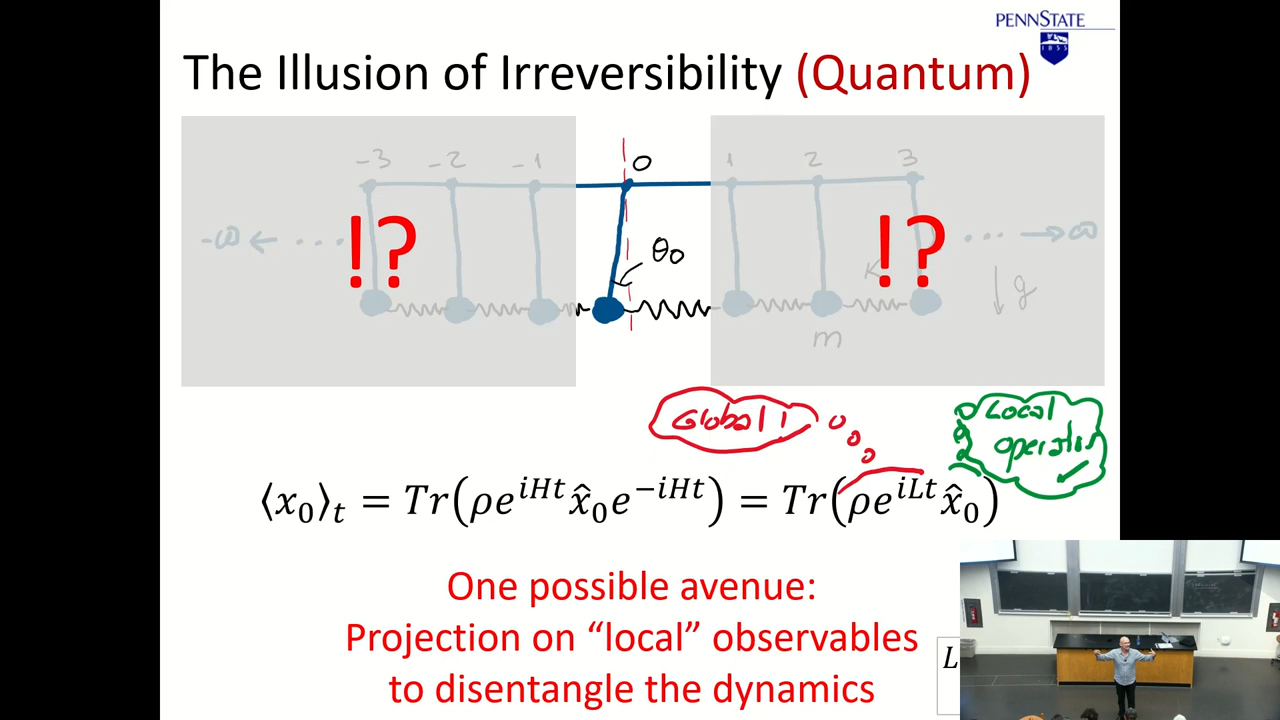 PENNSTATE
1855
The Illusion of Irreversibility (Quantum)
-3 -2 -1 0 1 2 3
!? !?
-∞ ← ... ... → ∞
θ0
K
g
m
Global!
Local
operator
⟨x₀⟩ₜ = Tr(ρe^{iHt}x̂₀e^{-iHt}) = Tr(ρe^{iLt}x̂₀)
One possible avenue:
Projection on “local” observables
to disentangle the dynamics
L